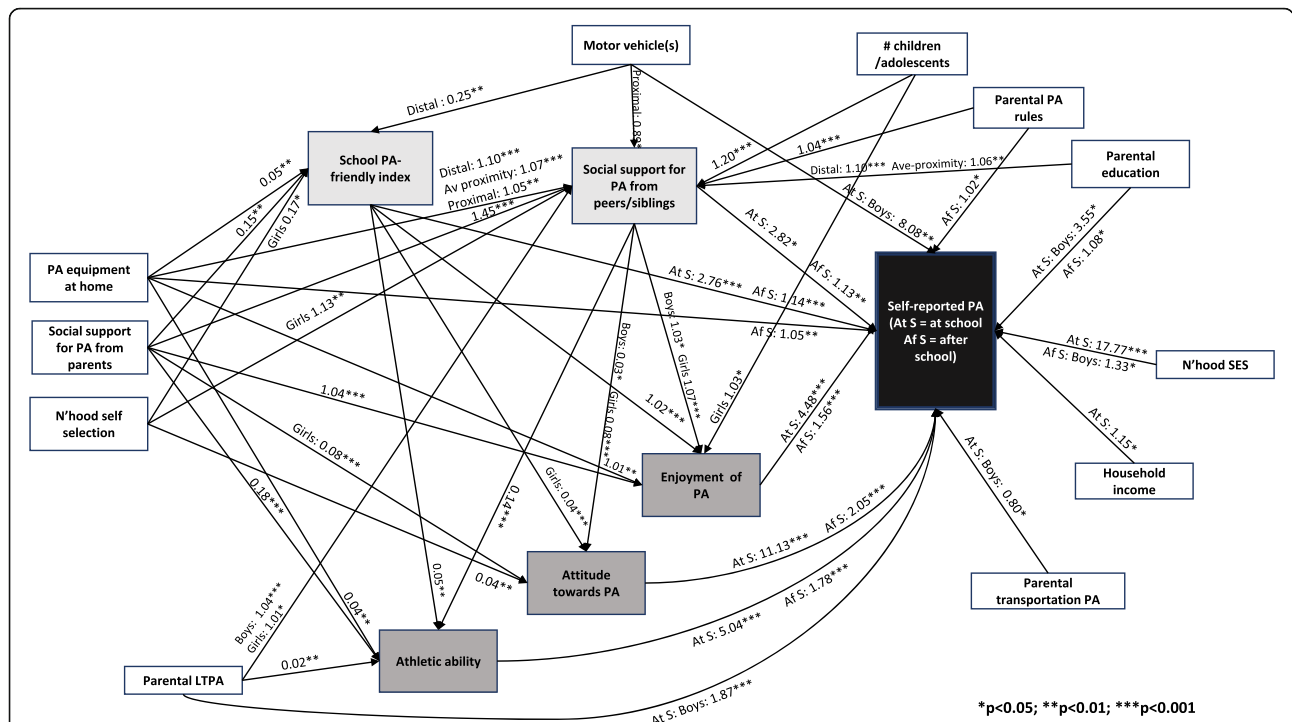 Motor vehicle(s)
# children
/adolescents
Parental PA
rules
Parental
education
School PA-
friendly index
Social support for
PA from
peers/siblings
PA equipment
at home
Social support
for PA from
parents
N'hood self
selection
Self-reported PA
(At S = at school
Af S = after
school)
N'hood SES
Household
income
Parental
transportation PA
Enjoyment of
PA
Attitude
towards PA
Athletic ability
Parental LTPA
Distal : 0.25**
Proximal: 0.89*
0.05**
0.15**
Girls 0.17*
Distal: 1.10***
Av proximity: 1.07***
Proximal: 1.05**
1.45***
Girls 1.13**
1.20***
1.04***
Distal: 1.10*** Ave-proximity: 1.06**
At S: Boys: 8.08**
Af S: 1.02*
At S: Boys: 3.55*
Af S: 1.08*
At S: 2.82*
Af S: 1.13**
At S: 2.76***
Af S: 1.14***
Af S: 1.05**
At S: 17.77***
Af S: Boys: 1.33*
At S: 1.15*
At S: Boys: 0.80*
Boys: 1.03*
Girls 1.07***
Boys: 0.03*
Girls 0.08***
Girls 1.03*
1.02***
1.04***
1.01**
At S: 4.48***
Af S: 1.56***
Girls: 0.08***
Girls: 0.04***
0.14***
0.18***
0.05**
0.04**
0.04**
At S: 11.13***
Af S: 2.05***
At S: 5.04***
Af S: 1.78***
Boys: 1.04***
Girls: 1.01*
0.02**
At S: Boys: 1.87***
*p<0.05; **p<0.01; ***p<0.001